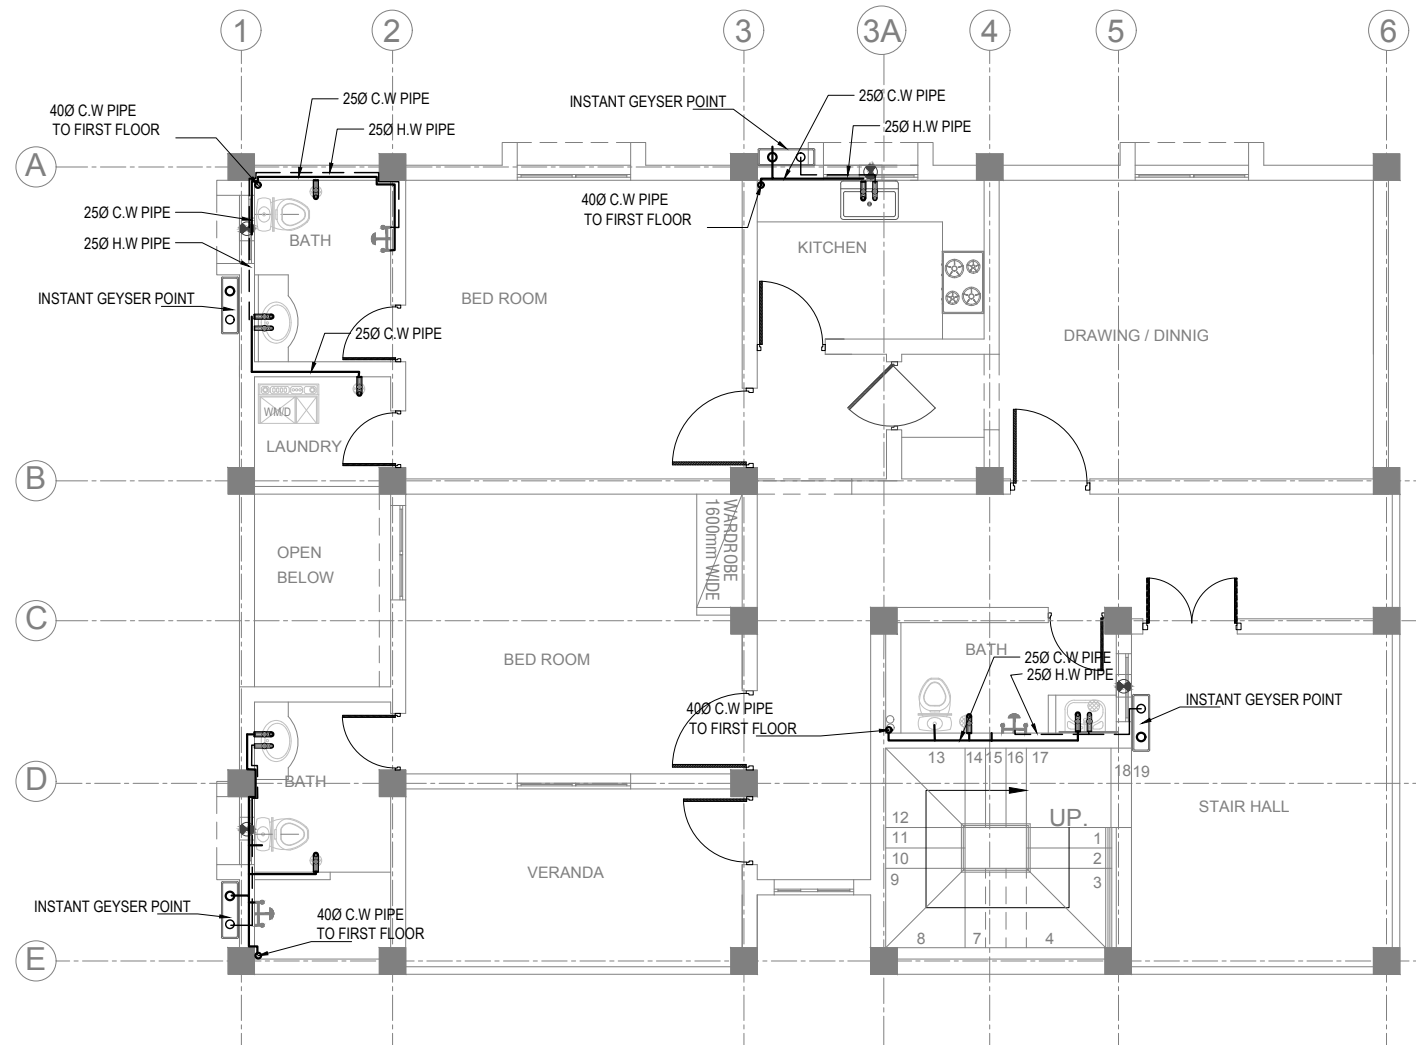 1
2
3
3A
4
5
6
40Ø C.W PIPE
TO FIRST FLOOR
25Ø C.W PIPE
25Ø H.W PIPE
INSTANT GEYSER POINT
25Ø C.W PIPE
25Ø H.W PIPE
A
25Ø C.W PIPE
25Ø H.W PIPE
BATH
40Ø C.W PIPE
TO FIRST FLOOR
KITCHEN
INSTANT GEYSER POINT
BED ROOM
25Ø C.W PIPE
DRAWING / DINNIG
WM/D
LAUNDRY
B
WARDROBE
1600mm WIDE
OPEN
BELOW
C
BED ROOM
BATH
25Ø C.W PIPE
25Ø H.W PIPE
INSTANT GEYSER POINT
40Ø C.W PIPE
TO FIRST FLOOR
13
14
15
16
17
18
19
D
BATH
STAIR HALL
UP.
12
11
10
9
1
2
3
VERANDA
INSTANT GEYSER POINT
40Ø C.W PIPE
TO FIRST FLOOR
8
7
4
E